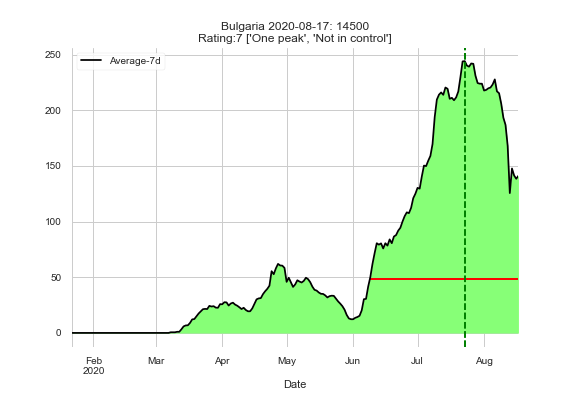 Bulgaria 2020-08-17: 14500
Rating:7 ['One peak', 'Not in control']
Average-7d
250
200
150
100
50
0
Feb Mar Apr May Jun Jul Aug
2020
Date